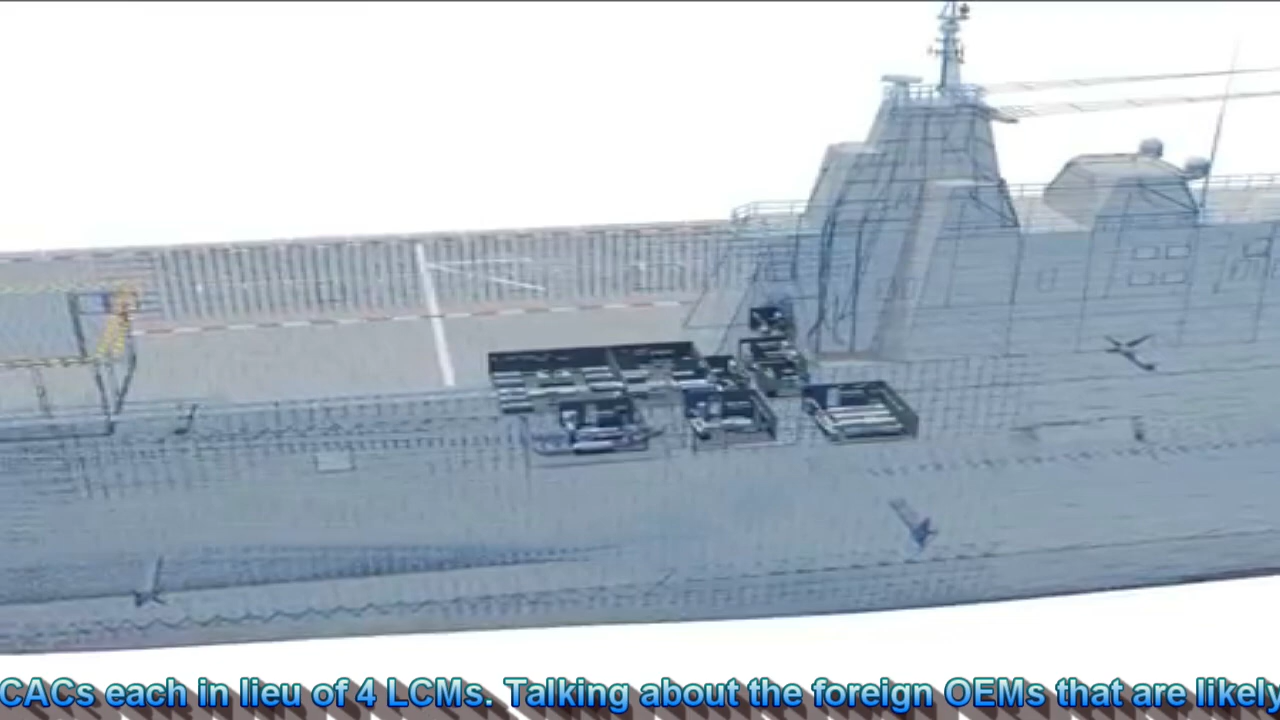 CACs each in lieu of 4 LCMs. Talking about the foreign OEMs that are likely